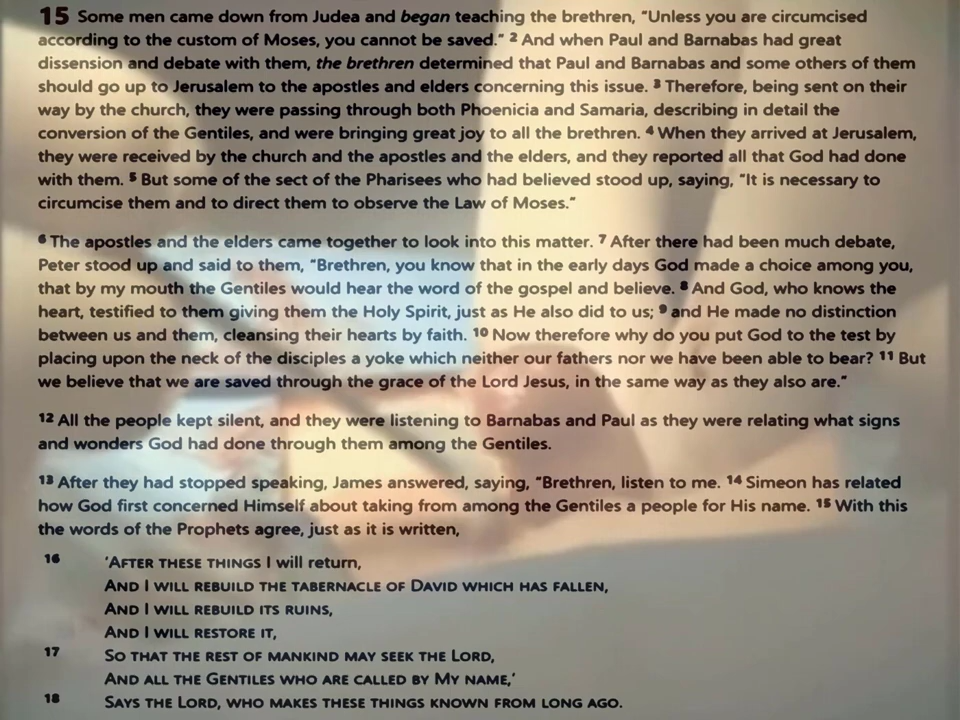 15 Some men came down from Judea and began teaching the brethren, “Unless you are circumcised
according to the custom of Moses, you cannot be saved.” 2 And when Paul and Barnabas had great
dissension and debate with them, the brethren determined that Paul and Barnabas and some others of them
should go up to Jerusalem to the apostles and elders concerning this issue. 3 Therefore, being sent on their
way by the church, they were passing through both Phoenicia and Samaria, describing in detail the
conversion of the Gentiles, and were bringing great joy to all the brethren. 4 When they arrived at Jerusalem,
they were received by the church and the apostles and the elders, and they reported all that God had done
with them. 5 But some of the sect of the Pharisees who had believed stood up, saying, “It is necessary to
circumcise them and to direct them to observe the Law of Moses.”
6 The apostles and the elders came together to look into this matter. 7 After there had been much debate,
Peter stood up and said to them, “Brethren, you know that in the early days God made a choice among you,
that by my mouth the Gentiles would hear the word of the gospel and believe. 8 And God, who knows the
heart, testified to them giving them the Holy Spirit, just as He also did to us; 9 and He made no distinction
between us and them, cleansing their hearts by faith. 10 Now therefore why do you put God to the test by
placing upon the neck of the disciples a yoke which neither our fathers nor we have been able to bear? 11 But
we believe that we are saved through the grace of the Lord Jesus, in the same way as they also are.”
12 All the people kept silent, and they were listening to Barnabas and Paul as they were relating what signs
and wonders God had done through them among the Gentiles.
13 After they had stopped speaking, James answered, saying, “Brethren, listen to me. 14 Simeon has related
how God first concerned Himself about taking from among the Gentiles a people for His name. 15 With this
the words of the Prophets agree, just as it is written,
16 ‘AFTER THESE THINGS I will return,
AND I WILL REBUILD THE TABERNACLE OF DAVID WHICH HAS FALLEN,
AND I WILL REBUILD ITS RUINS,
AND I WILL RESTORE IT,
17 SO THAT THE REST OF MANKIND MAY SEEK THE LORD,
AND ALL THE GENTILES WHO ARE CALLED BY MY NAME,’
18 SAYS THE LORD, WHO MAKES THESE THINGS KNOWN FROM LONG AGO.